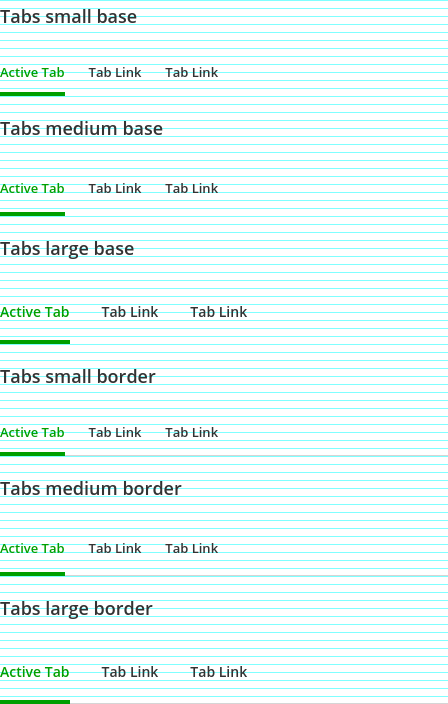 Tabs small base
Active Tab Tab Link Tab Link
Tabs medium base
Active Tab Tab Link Tab Link
Tabs large base
Active Tab Tab Link Tab Link
Tabs small border
Active Tab Tab Link Tab Link
Tabs medium border
Active Tab Tab Link Tab Link
Tabs large border
Active Tab Tab Link Tab Link